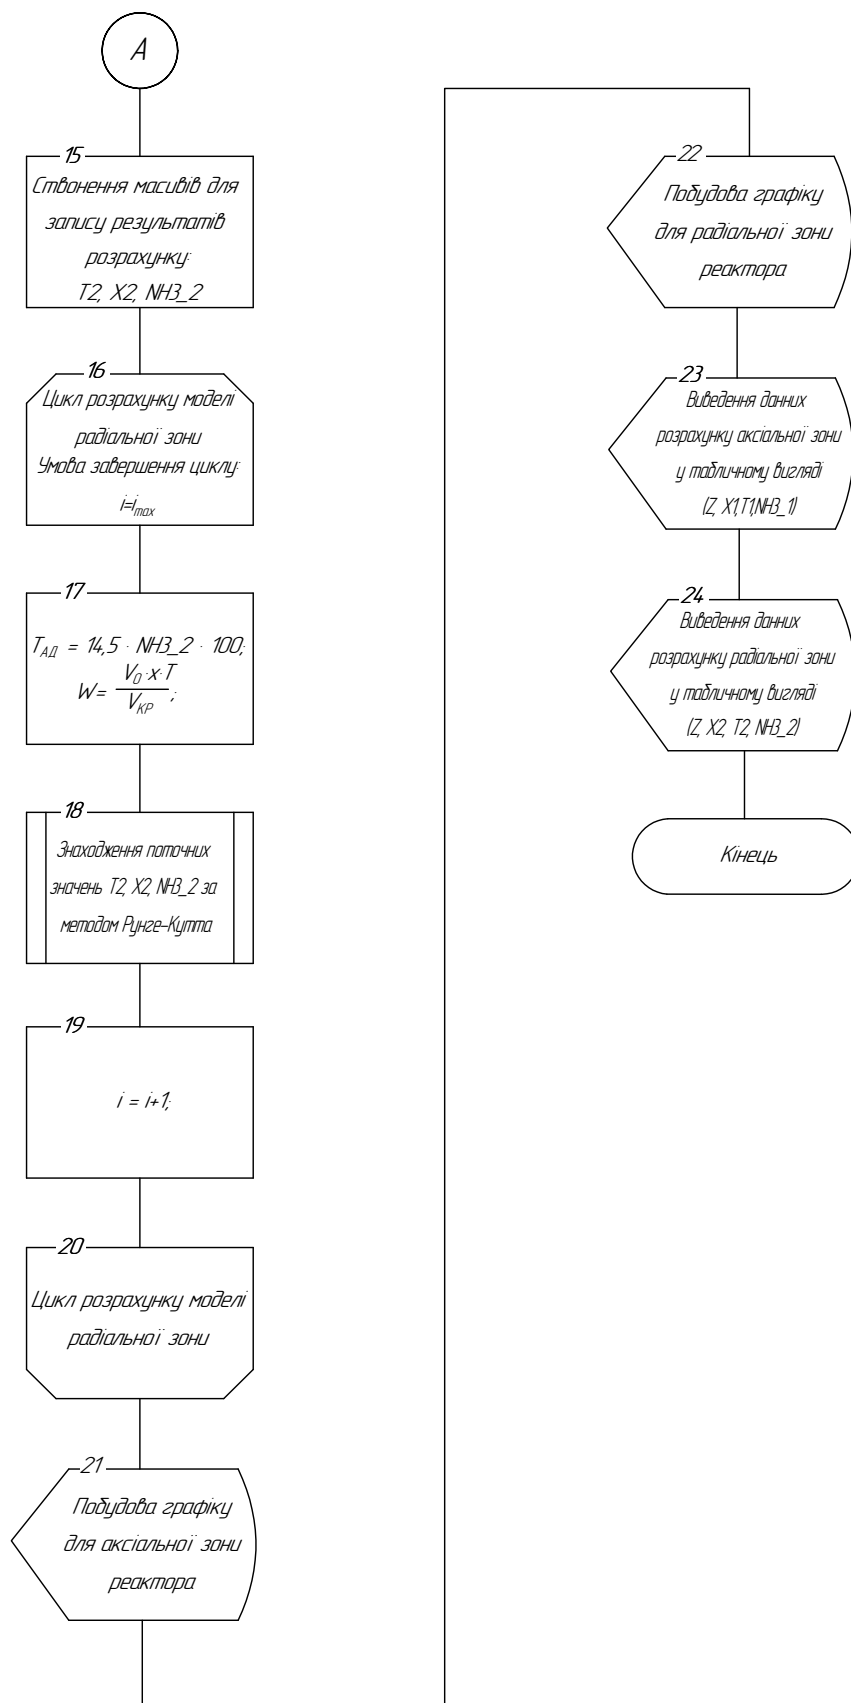 А
15
Ствонення масивів для
запису результатів
розрахунку:
T2, X2, NH3_2
16
Цикл розрахунку моделі
радіальної зони
Умова завершення циклу:
i=i_max
17
T_АД = 14,5 · NH3_2 · 100;
W= V_0·x·T / V_КР ;
18
Знаходження поточних
значень T2, X2, NH3_2 за
методом Рунге-Кутта
19
i = i+1;
20
Цикл розрахунку моделі
радіальної зони
21
Побудова графіку
для аксіальної зони
реактора
22
Побудова графіку
для радіальної зони
реактора
23
Виведення данних
розрахунку аксіальної зони
у табличному вигляді
(Z, X1,T1,NH3_1)
24
Виведення данних
розрахунку радіальної зони
у табличному вигляді
(Z, X2, T2, NH3_2)
Кінець